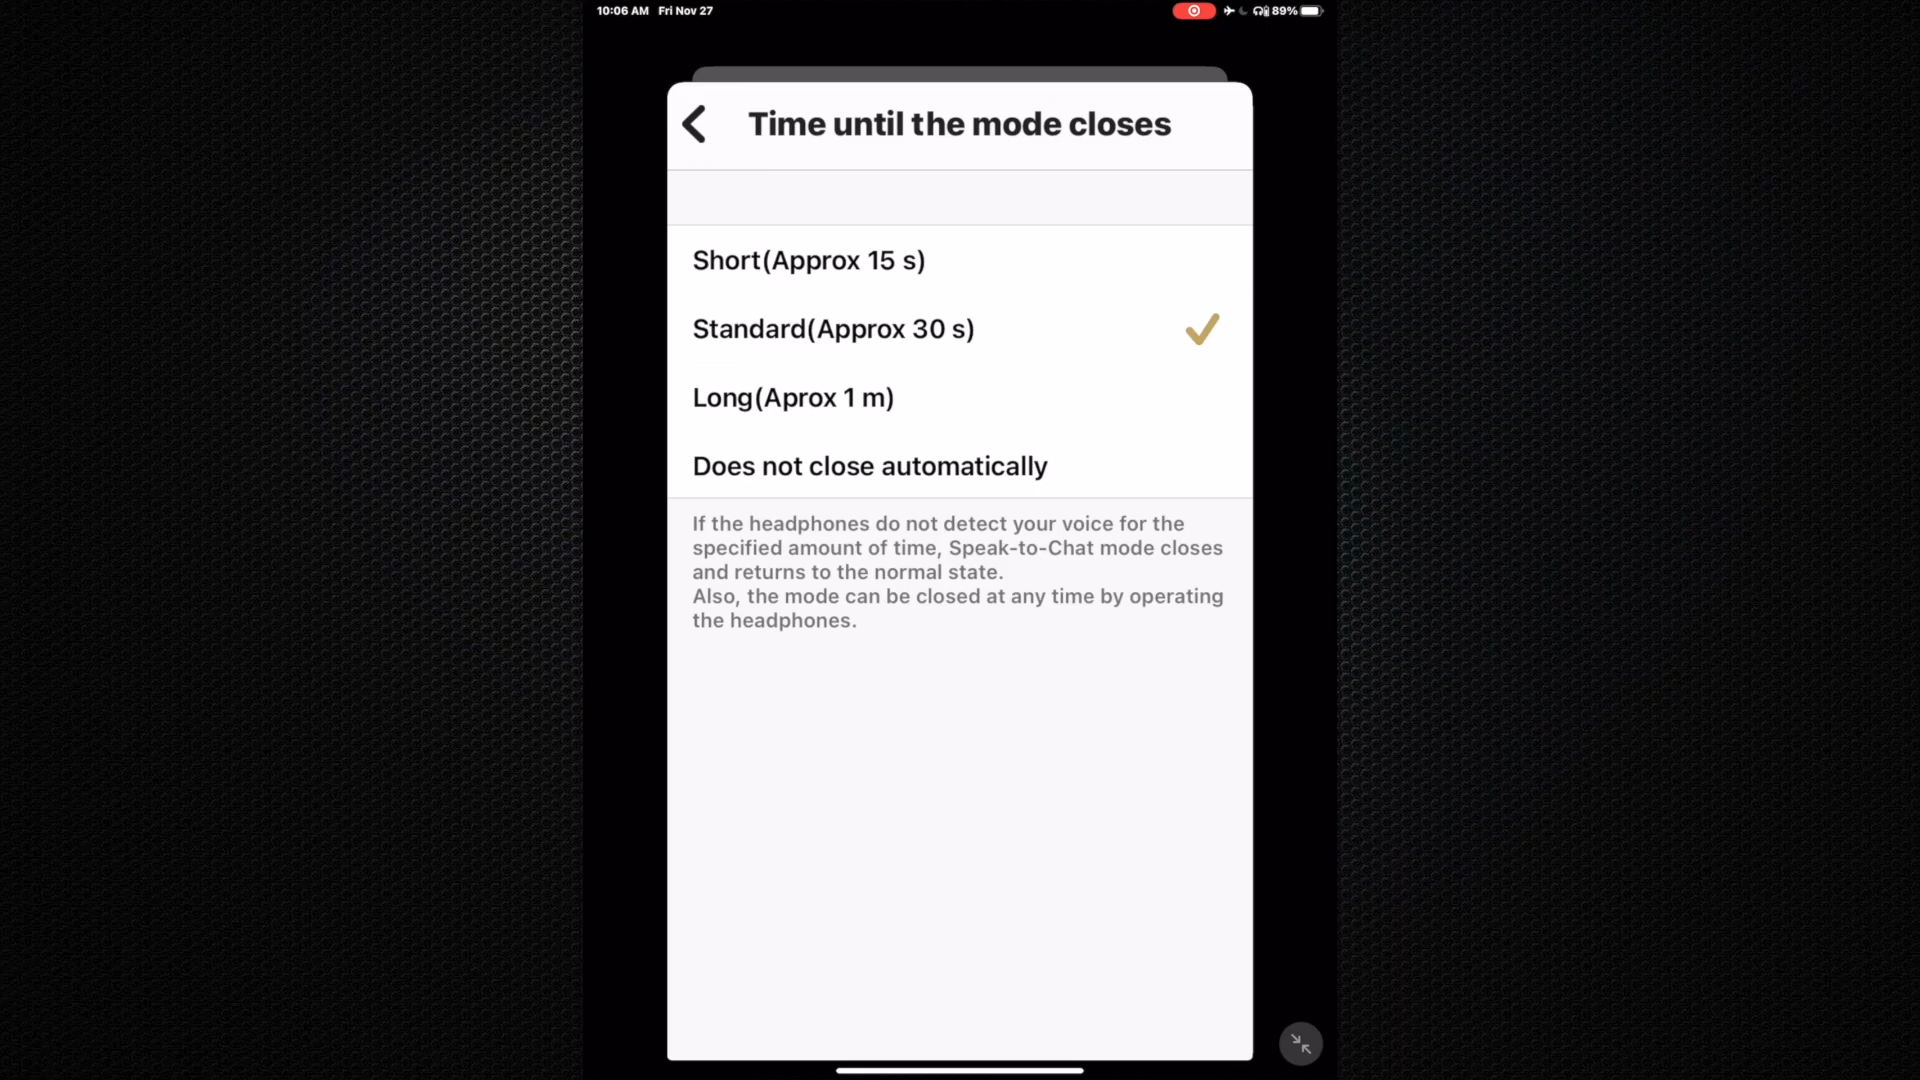 10:06 AM Fri Nov 27
89%
Time until the mode closes
Short(Approx 15 s)
Standard(Approx 30 s)
Long(Aprox 1 m)
Does not close automatically
If the headphones do not detect your voice for the
specified amount of time, Speak-to-Chat mode closes
and returns to the normal state.
Also, the mode can be closed at any time by operating
the headphones.